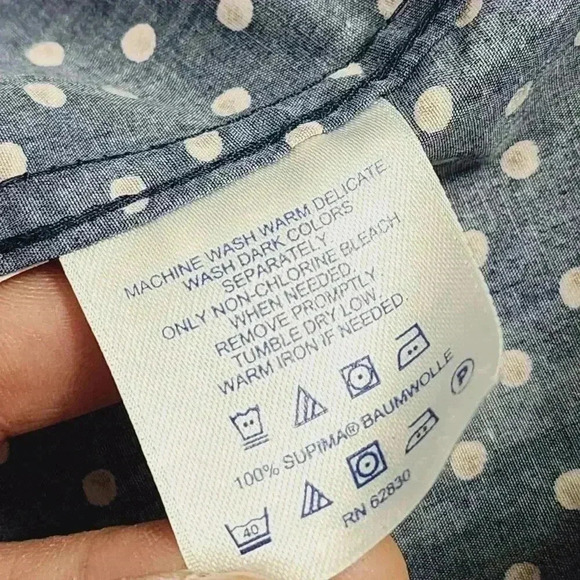 MACHINE WASH WARM DELICATE
WASH DARK COLORS
SEPARATELY
ONLY NON-CHLORINE BLEACH
WHEN NEEDED.
REMOVE PROMPTLY.
TUMBLE DRY LOW.
WARM IRON IF NEEDED.
100% SUPIMA® BAUMWOLLE
P
40
RN 62830